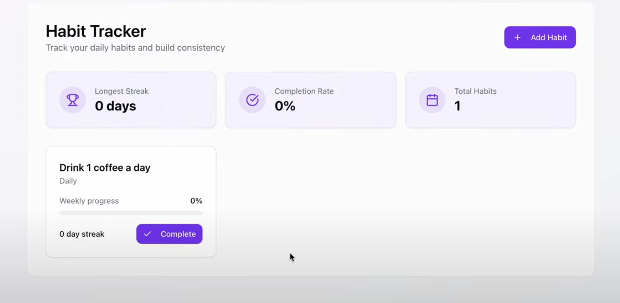 Habit Tracker
Track your daily habits and build consistency
Add Habit
Longest Streak
0 days
Completion Rate
0%
Total Habits
1
Drink 1 coffee a day
Daily
Weekly progress 0%
0 day streak Complete